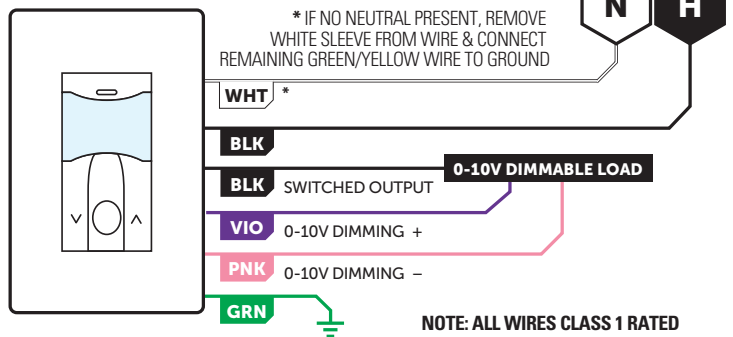 * IF NO NEUTRAL PRESENT, REMOVE
WHITE SLEEVE FROM WIRE & CONNECT
REMAINING GREEN/YELLOW WIRE TO GROUND
N
H
WHT *
BLK
BLK SWITCHED OUTPUT
0-10V DIMMABLE LOAD
VIO 0-10V DIMMING +
PNK 0-10V DIMMING –
GRN
NOTE: ALL WIRES CLASS 1 RATED